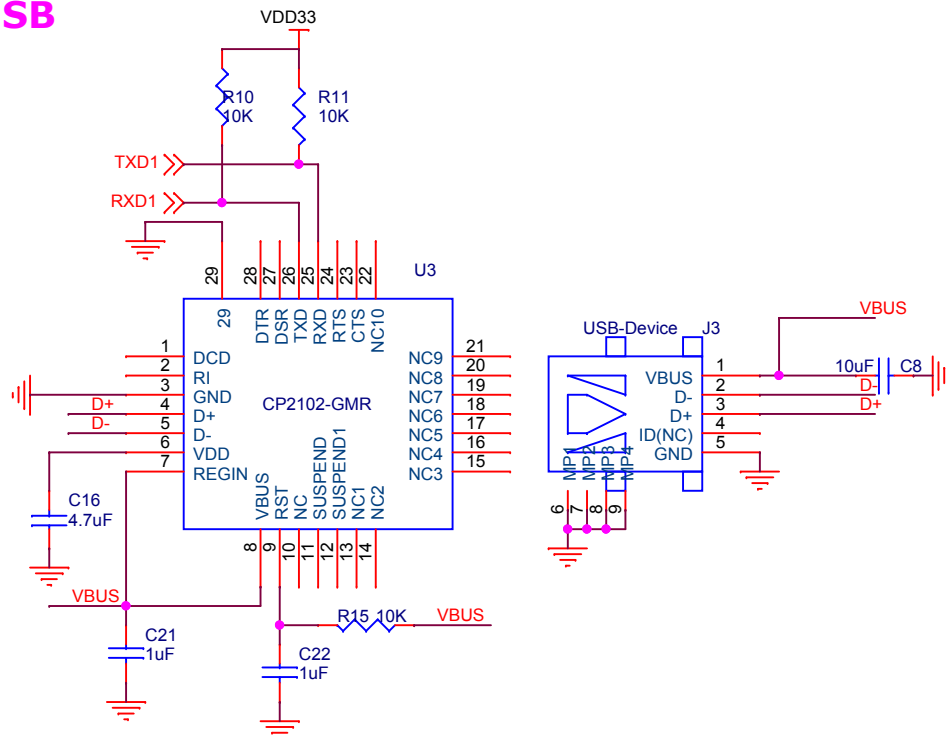 SB
VDD33
R10
10K
R11
10K
TXD1
RXD1
29
28
27
26
25
24
23
22
U3
29
DTR
DSR
TXD
RXD
RTS
CTS
NC10
1
2
3
4
5
6
7
D+
D-
DCD
RI
GND
D+
D-
VDD
REGIN
CP2102-GMR
NC9
NC8
NC7
NC6
NC5
NC4
NC3
21
20
19
18
17
16
15
VBUS
RST
NC
SUSPEND
SUSPEND1
NC1
NC2
8
9
10
11
12
13
14
C16
4.7uF
VBUS
C21
1uF
R15 10K
VBUS
C22
1uF
USB-Device
J3
VBUS
D-
D+
ID(NC)
GND
1
2
3
4
5
MP1
MP2
MP3
MP4
6
7
8
9
VBUS
10uF
C8
D-
D+